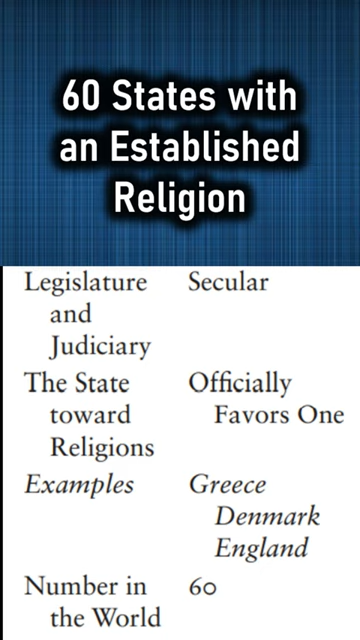 60 States with
an Established
Religion
Legislature Secular
and
Judiciary
The State Officially
toward Favors One
Religions
Examples Greece
Denmark
England
Number in 60
the World